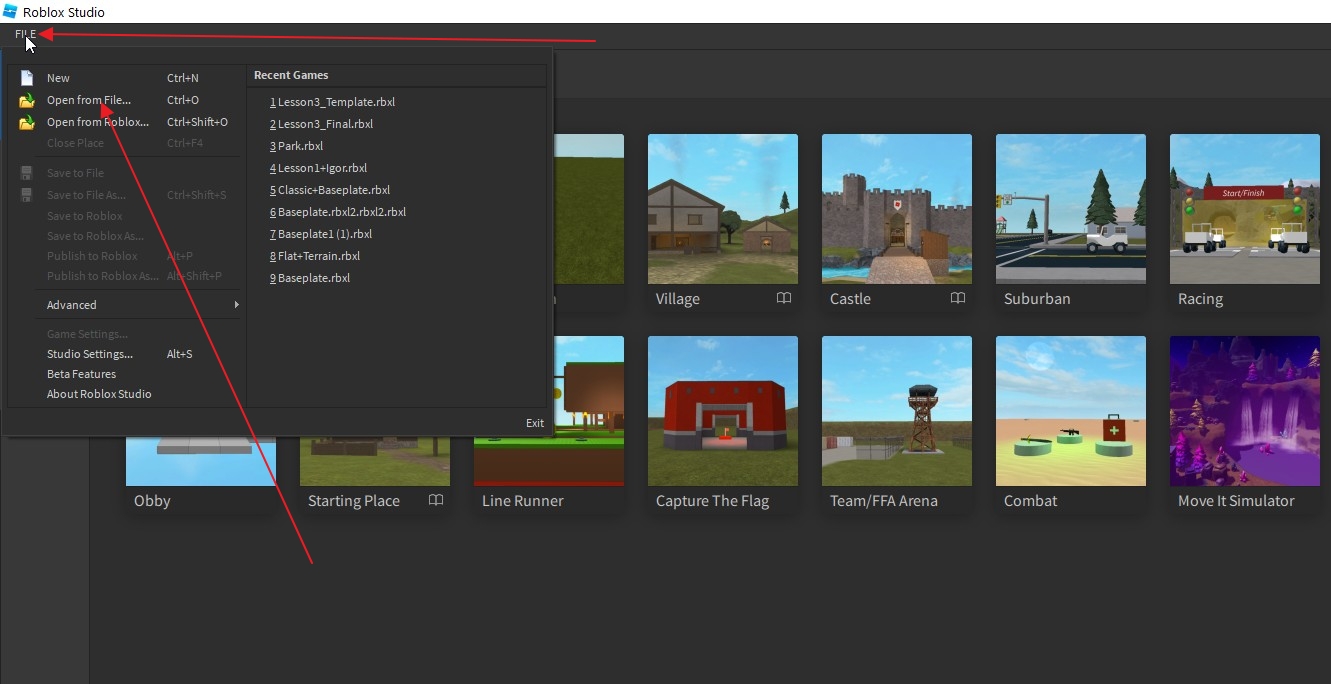 Roblox Studio
FILE
New Ctrl+N
Open from File... Ctrl+O
Open from Roblox... Ctrl+Shift+O
Close Place Ctrl+F4
Save to File
Save to File As... Ctrl+Shift+S
Save to Roblox
Save to Roblox As...
Publish to Roblox Alt+P
Publish to Roblox As... Alt+Shift+P
Advanced
Game Settings...
Studio Settings... Alt+S
Beta Features
About Roblox Studio
Recent Games
1 Lesson3_Template.rbxl
2 Lesson3_Final.rbxl
3 Park.rbxl
4 Lesson1+Igor.rbxl
5 Classic+Baseplate.rbxl
6 Baseplate.rbxl2.rbxl2.rbxl
7 Baseplate1 (1).rbxl
8 Flat+Terrain.rbxl
9 Baseplate.rbxl
Exit
Start/Finish
Village
Castle
Suburban
Racing
Obby
Starting Place
Line Runner
Capture The Flag
Team/FFA Arena
Combat
Move It Simulator